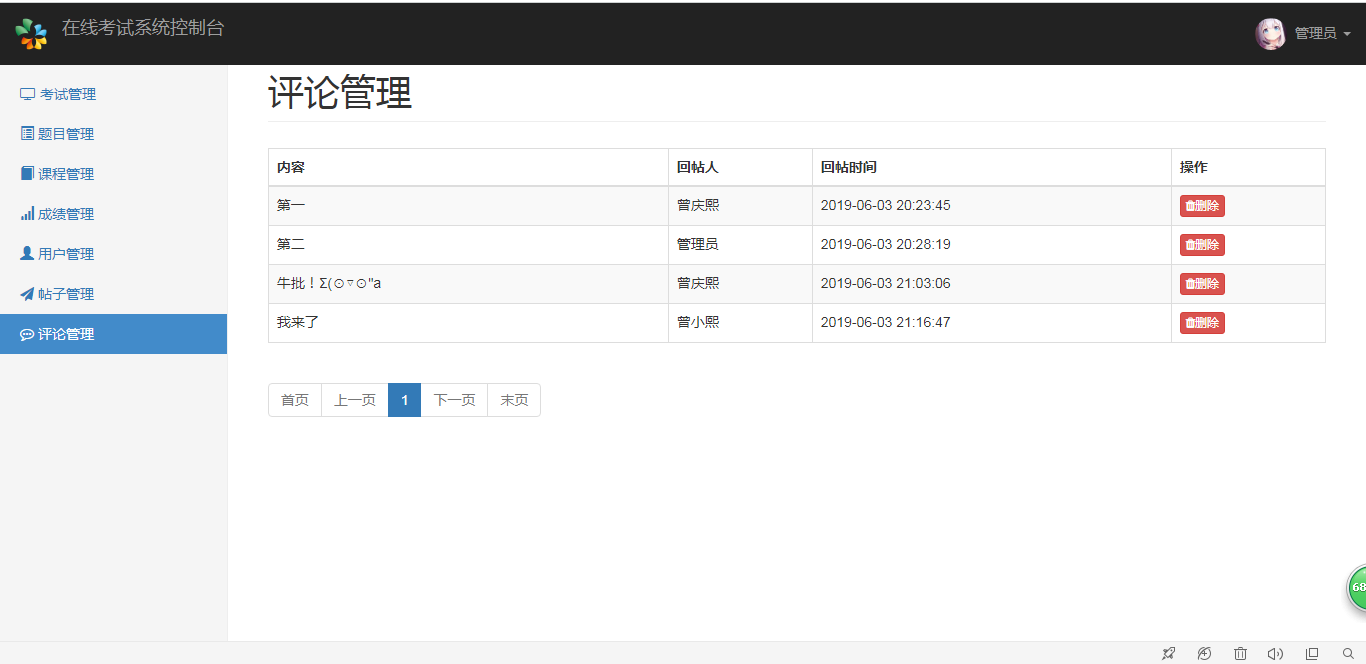 在线考试系统控制台
管理员
考试管理
题目管理
课程管理
成绩管理
用户管理
帖子管理
评论管理
评论管理
内容 回帖人 回帖时间 操作
第一 曾庆熙 2019-06-03 20:23:45 删除
第二 管理员 2019-06-03 20:28:19 删除
牛批！Σ(⊙▽⊙"a 曾庆熙 2019-06-03 21:03:06 删除
我来了 曾小熙 2019-06-03 21:16:47 删除
首页 上一页 1 下一页 末页
68